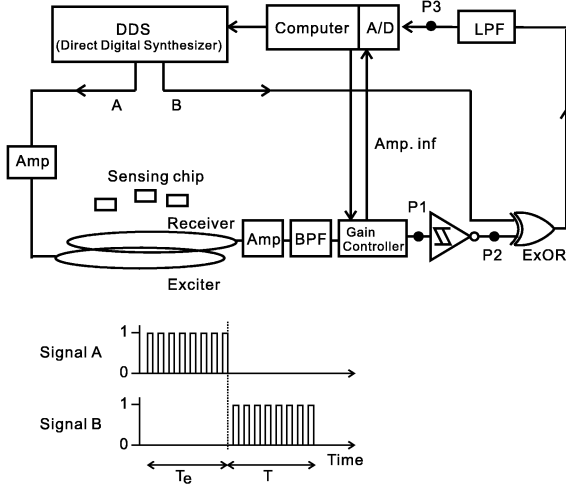 P3
DDS
(Direct Digital Synthesizer)
Computer
A/D
LPF
A
B
Amp
Amp. inf
Sensing chip
Receiver
P1
Amp
BPF
Gain
Controller
P2
ExOR
Exciter
Signal A
1
0
Signal B
1
0
Time
Te
T